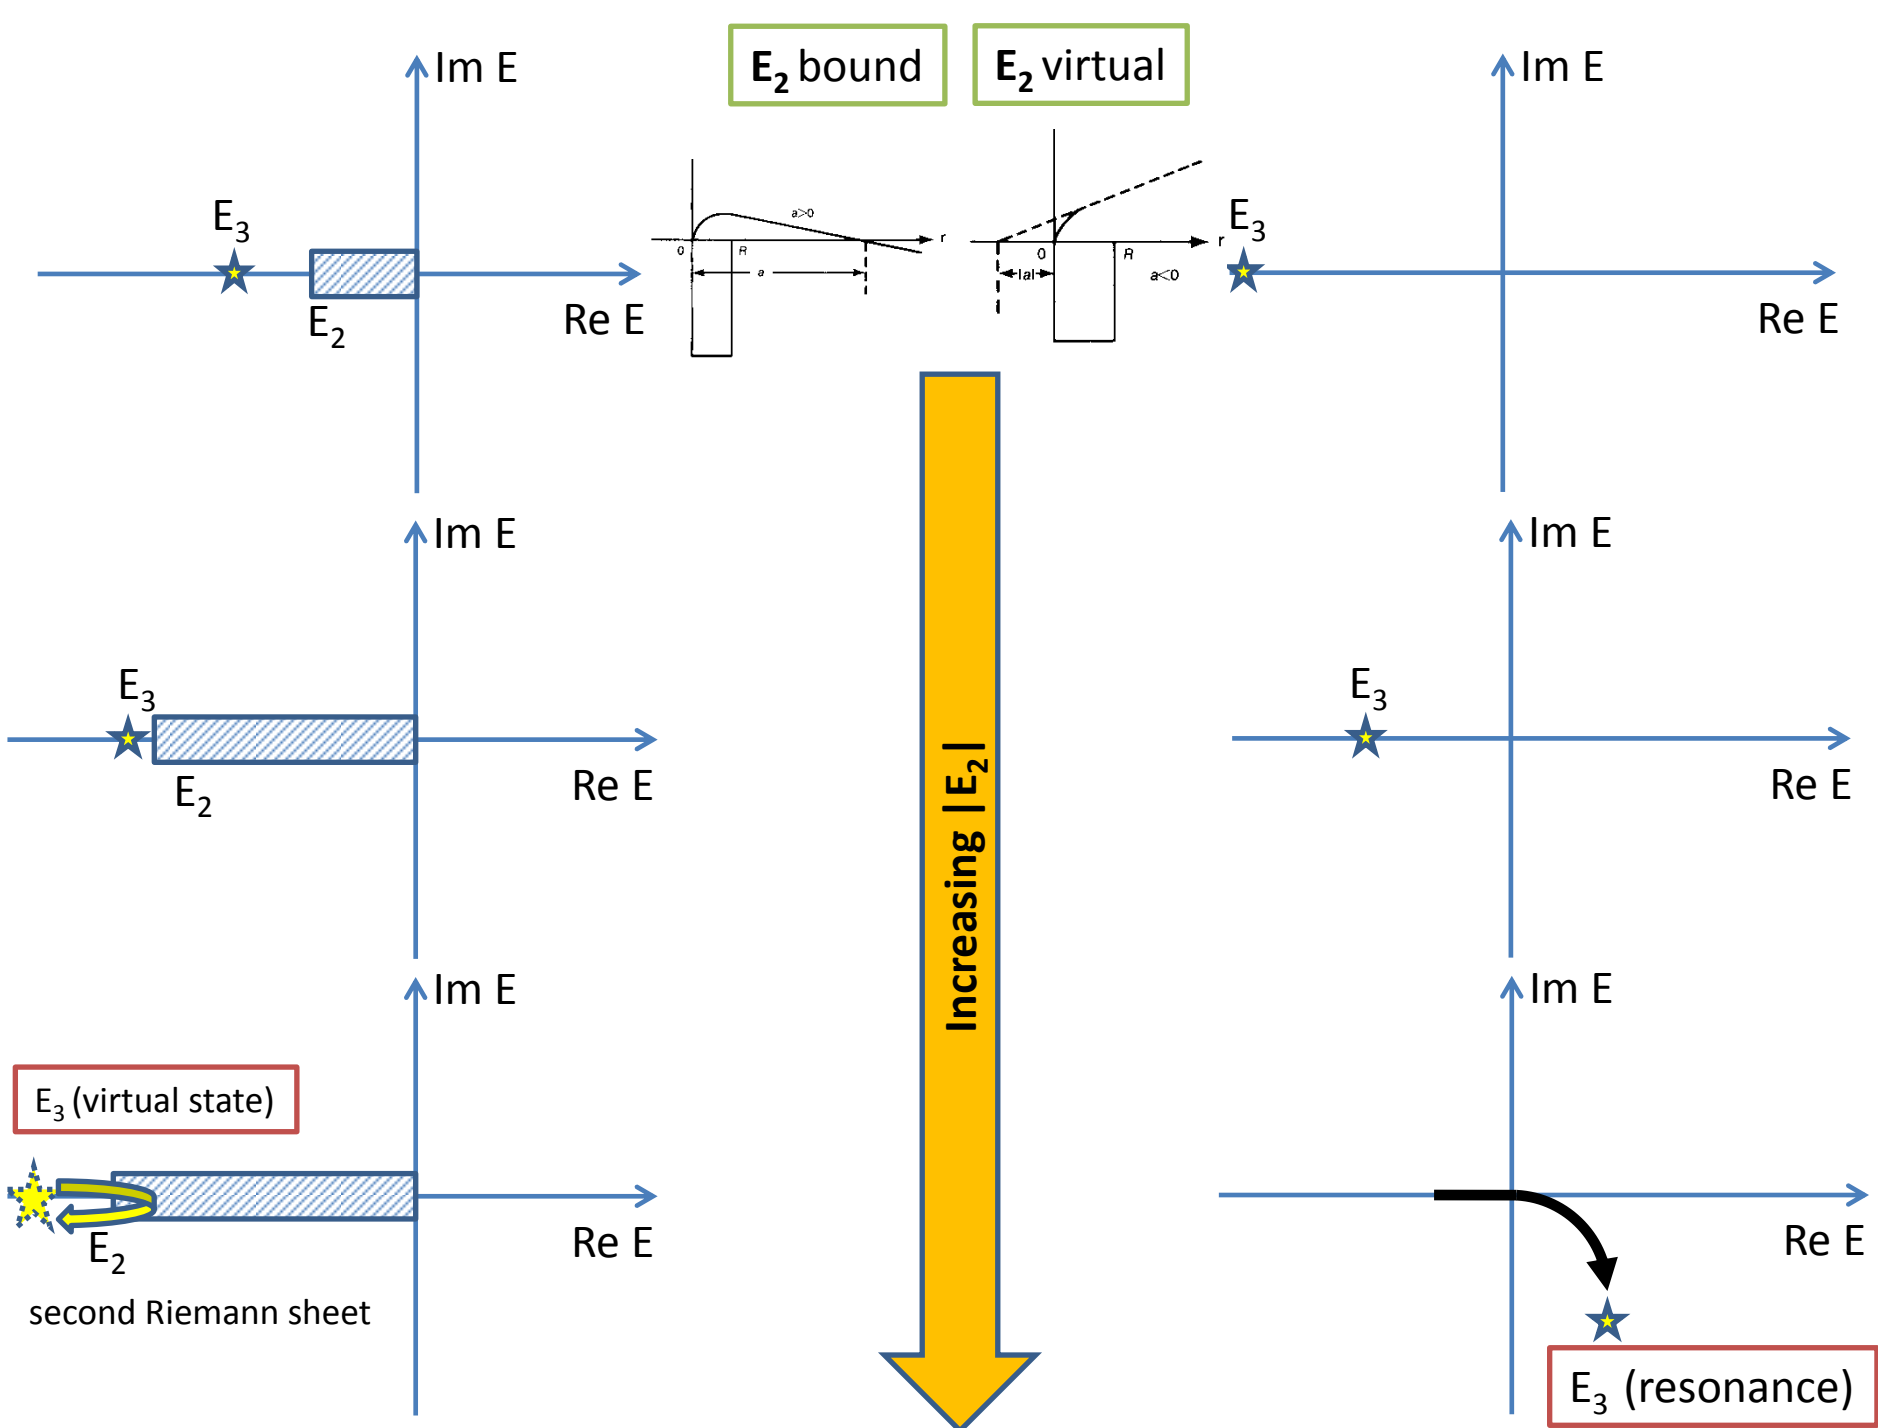 Im E
E2 bound
E2 virtual
Im E
E3
E2
Re E
a>0
r
0
R
a
r
0
R
|a|
a<0
E3
Re E
Im E
Im E
E3
E2
Re E
E3
Re E
Increasing |E2|
Im E
Im E
E3 (virtual state)
E2
Re E
second Riemann sheet
Re E
E3 (resonance)